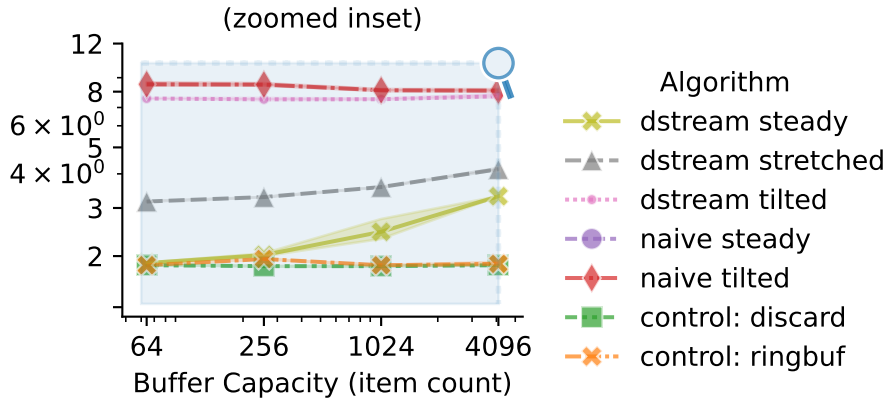 (zoomed inset)
12
8
6 × 10⁰
5
4 × 10⁰
3
2
64 256 1024 4096
Buffer Capacity (item count)
Algorithm
dstream steady
dstream stretched
dstream tilted
naive steady
naive tilted
control: discard
control: ringbuf